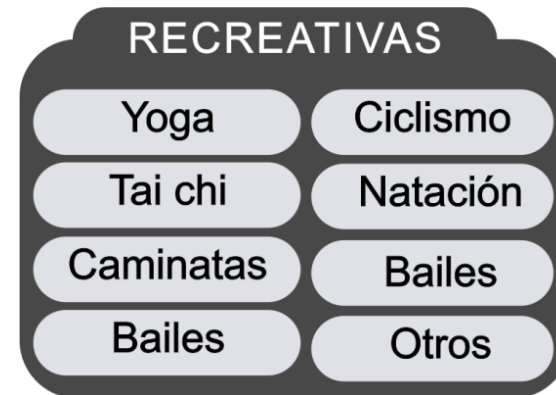 RECREATIVAS
Yoga
Ciclismo
Tai chi
Natación
Caminatas
Bailes
Bailes
Otros